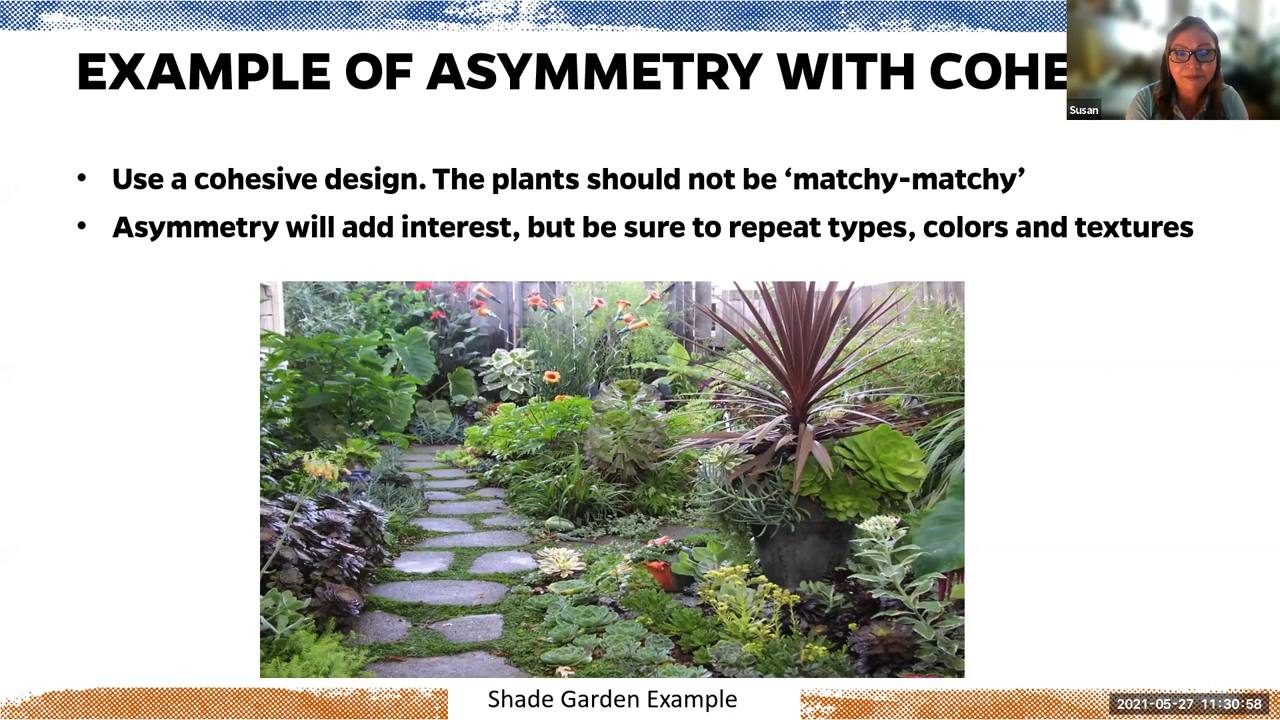 EXAMPLE OF ASYMMETRY WITH
Susan
• Use a cohesive design. The plants should not be ‘matchy-matchy’
• Asymmetry will add interest, but be sure to repeat types, colors and textures
Shade Garden Example
2021-05-27 11:30:58